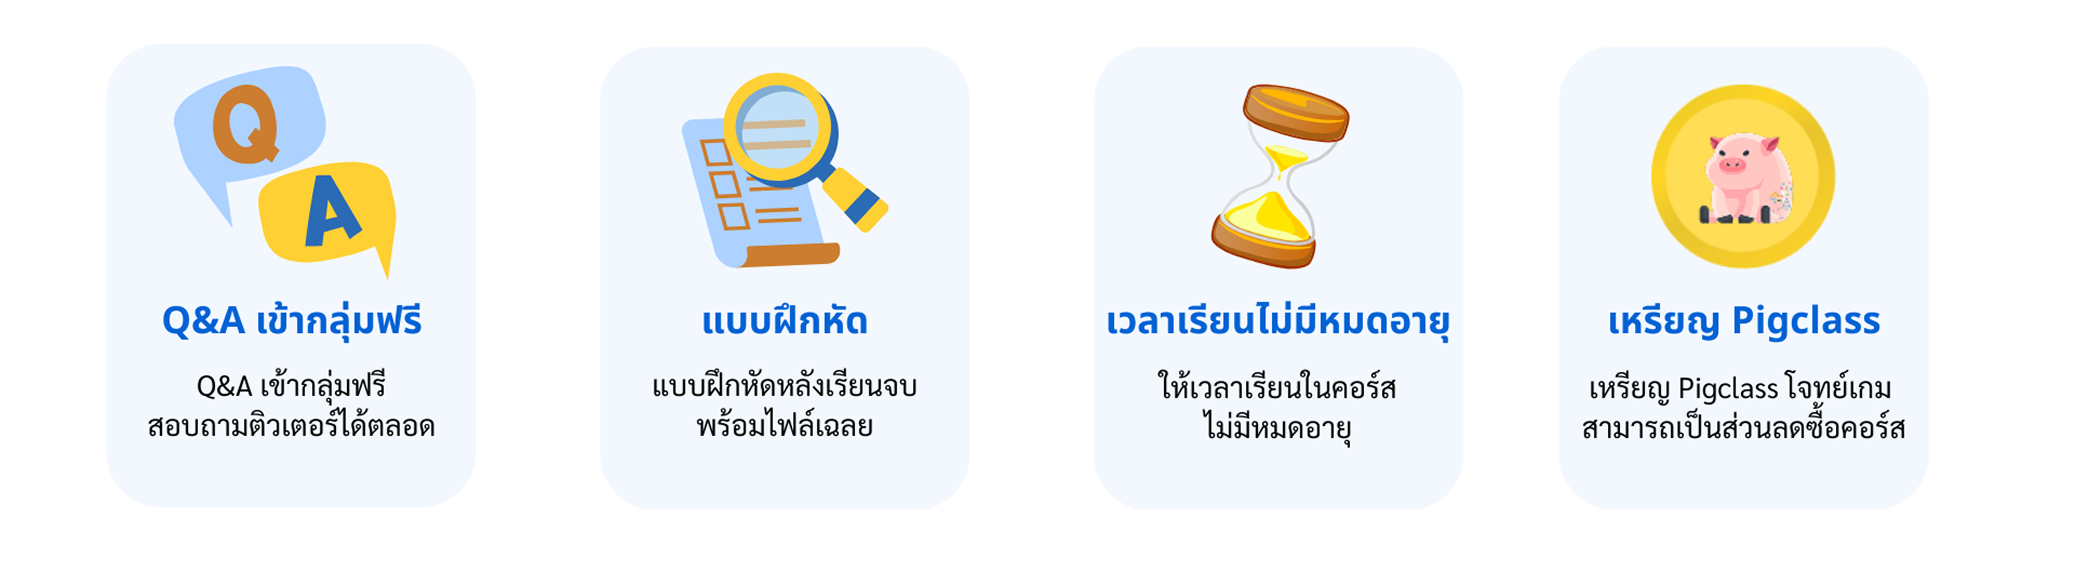 Q
A
Q&A เข้ากลุ่มฟรี
Q&A เข้ากลุ่มฟรี
สอบถามติวเตอร์ได้ตลอด
แบบฝึกหัด
แบบฝึกหัดหลังเรียนจบ
พร้อมไฟล์เฉลย
เวลาเรียนไม่มีหมดอายุ
ให้เวลาเรียนในคอร์ส
ไม่มีหมดอายุ
เหรียญ Pigclass
เหรียญ Pigclass โจทย์เกม
สามารถเป็นส่วนลดซื้อคอร์ส